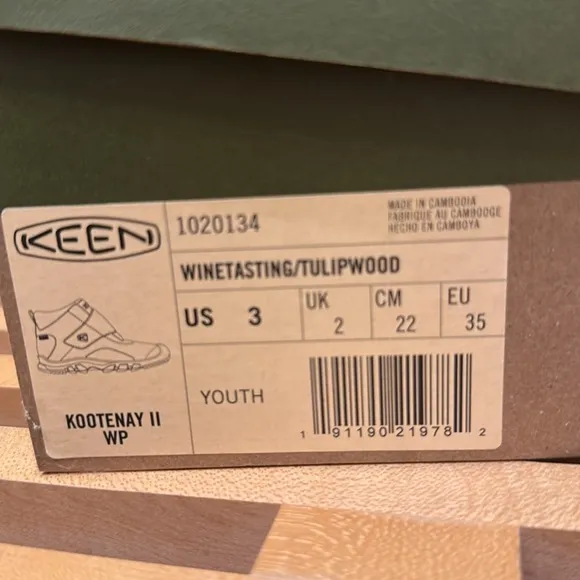 KEEN
1020134
MADE IN CAMBODIA
FABRIQUE AU CAMBODGE
HECHO EN CAMBOYA
WINETASTING/TULIPWOOD
US 3
UK 2
CM 22
EU 35
KOOTENAY II
WP
YOUTH
1 91190 21978 2